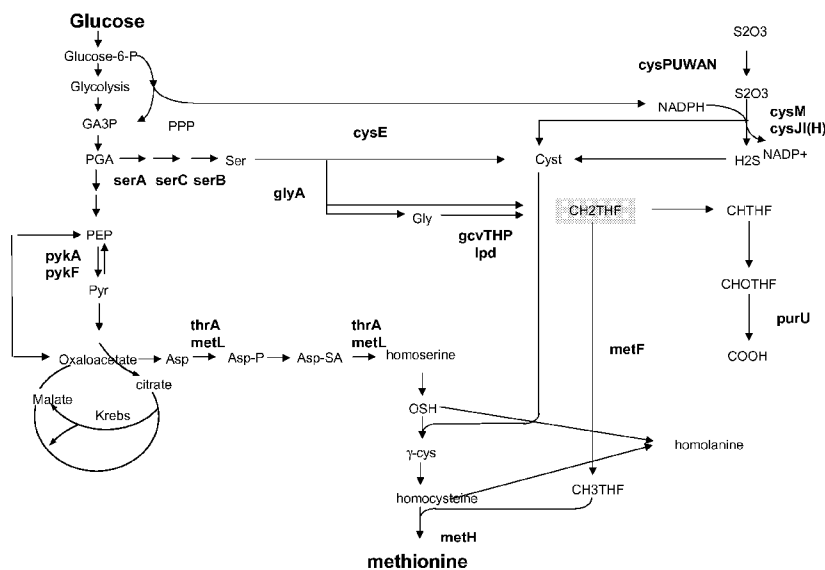 Glucose
Glucose-6-P
Glycolysis
GA3P
PPP
PGA
serA serC serB
Ser
cysE
glyA
Gly
gcvTHP
lpd
S2O3
cysPUWAN
S2O3
NADPH
cysM
cysJI(H)
NADP+
H2S
Cyst
CH2THF
CHTHF
CHOTHF
purU
COOH
PEP
pykA
pykF
Pyr
Oxaloacetate
Asp
thrA
metL
Asp-P
Asp-SA
thrA
metL
homoserine
metF
citrate
Malate
Krebs
OSH
γ-cys
homolanine
homocysteine
CH3THF
metH
methionine